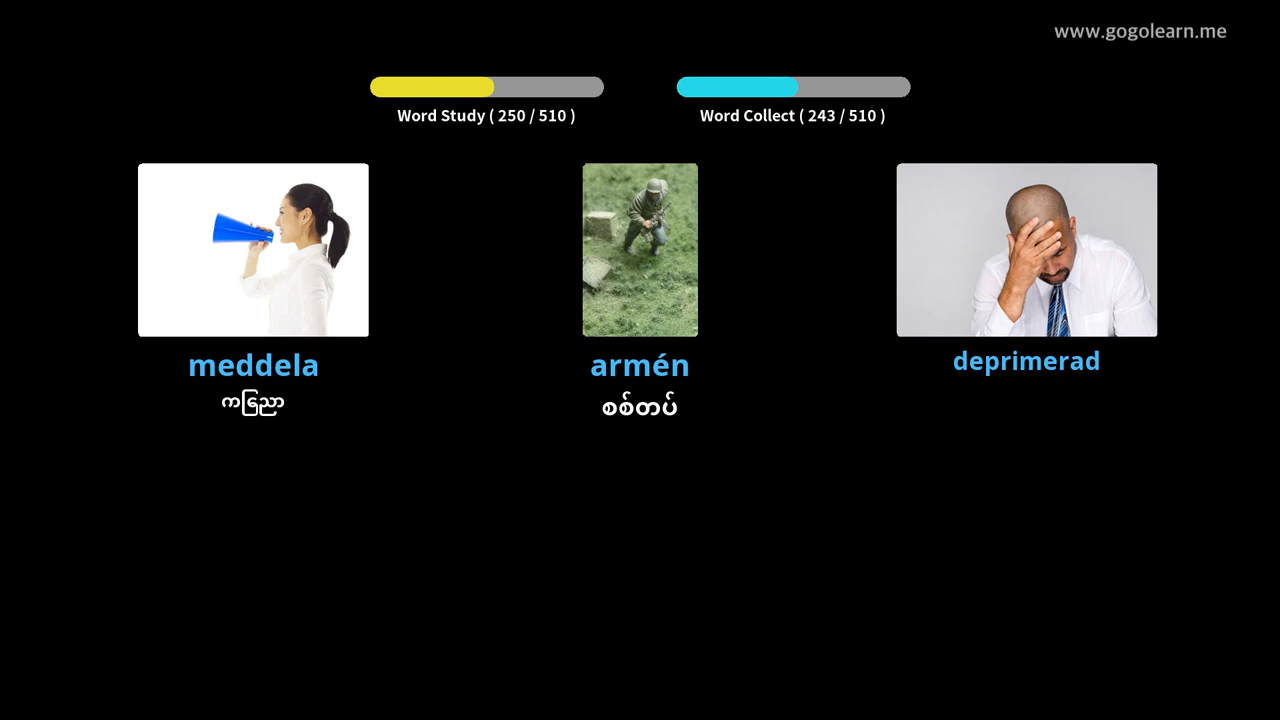 www.gogolearn.me
Word Study ( 250 / 510 )
Word Collect ( 243 / 510 )
meddela
ကြေညာ
armén
စစ်တပ်
deprimerad